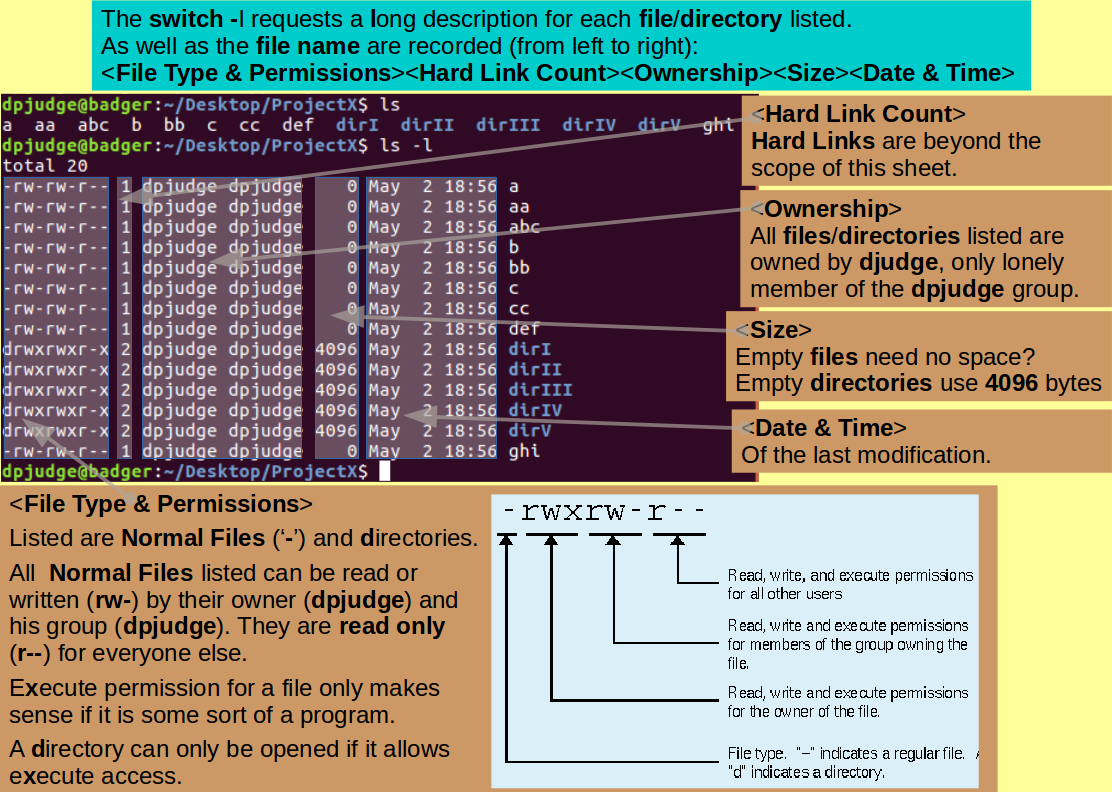 The switch -l requests a long description for each file/directory listed.
As well as the file name are recorded (from left to right):
<File Type & Permissions><Hard Link Count><Ownership><Size><Date & Time>
dpjudge@badger:~/Desktop/ProjectX$ ls
a aa abc b bb c cc def dirI dirII dirIII dirIV dirV ghi
dpjudge@badger:~/Desktop/ProjectX$ ls -l
total 20
-rw-rw-r-- 1 dpjudge dpjudge 0 May 2 18:56 a
-rw-rw-r-- 1 dpjudge dpjudge 0 May 2 18:56 aa
-rw-rw-r-- 1 dpjudge dpjudge 0 May 2 18:56 abc
-rw-rw-r-- 1 dpjudge dpjudge 0 May 2 18:56 b
-rw-rw-r-- 1 dpjudge dpjudge 0 May 2 18:56 bb
-rw-rw-r-- 1 dpjudge dpjudge 0 May 2 18:56 c
-rw-rw-r-- 1 dpjudge dpjudge 0 May 2 18:56 cc
-rw-rw-r-- 1 dpjudge dpjudge 0 May 2 18:56 def
drwxrwxr-x 2 dpjudge dpjudge 4096 May 2 18:56 dirI
drwxrwxr-x 2 dpjudge dpjudge 4096 May 2 18:56 dirII
drwxrwxr-x 2 dpjudge dpjudge 4096 May 2 18:56 dirIII
drwxrwxr-x 2 dpjudge dpjudge 4096 May 2 18:56 dirIV
drwxrwxr-x 2 dpjudge dpjudge 4096 May 2 18:56 dirV
-rw-rw-r-- 1 dpjudge dpjudge 0 May 2 18:56 ghi
dpjudge@badger:~/Desktop/ProjectX$
<Hard Link Count>
Hard Links are beyond the
scope of this sheet.
<Ownership>
All files/directories listed are
owned by djudge, only lonely
member of the dpjudge group.
<Size>
Empty files need no space?
Empty directories use 4096 bytes
<Date & Time>
Of the last modification.
<File Type & Permissions>
Listed are Normal Files (‘-’) and directories.
All Normal Files listed can be read or
written (rw-) by their owner (dpjudge) and
his group (dpjudge). They are read only
(r--) for everyone else.
Execute permission for a file only makes
sense if it is some sort of a program.
A directory can only be opened if it allows
execute access.
-rwxrw-r--
Read, write, and execute permissions
for all other users
Read, write and execute permissions
for members of the group owning the
file.
Read, write and execute permissions
for the owner of the file.
File type. "-" indicates a regular file.
"d" indicates a directory.